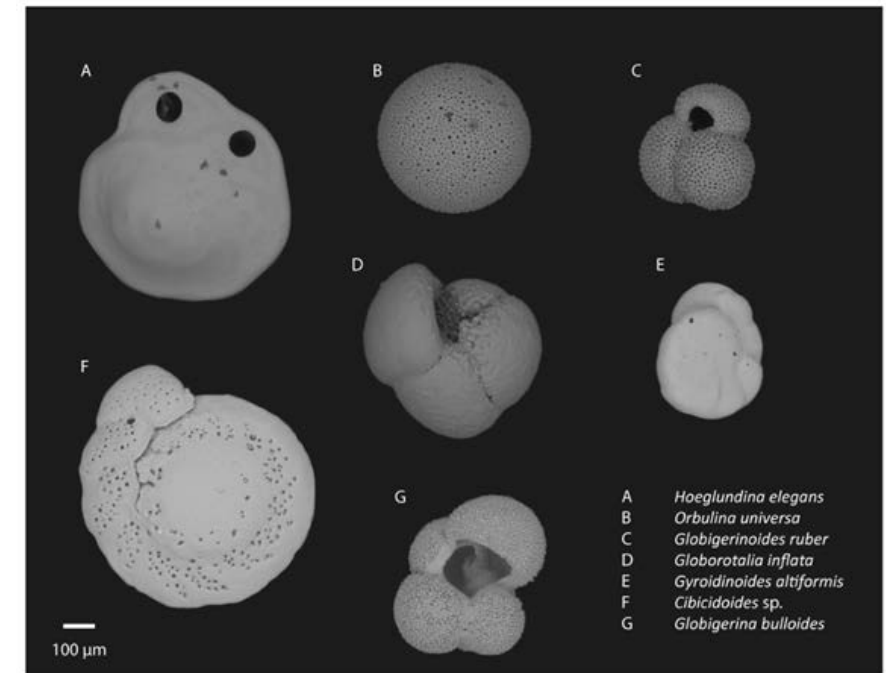 A
B
C
D
E
F
G
A Hoeglundina elegans
B Orbulina universa
C Globigerinoides ruber
D Globorotalia inflata
E Gyroidinoides altiformis
F Cibicidoides sp.
G Globigerina bulloides
100 µm